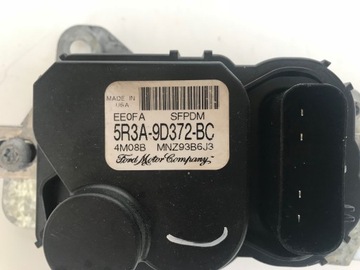 MADE IN
USA
EE0FA SFPDM
5R3A-9D372-BC
4M08B MNZ93B6J3
Ford Motor Company